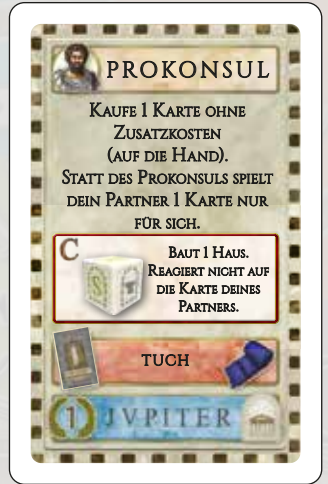 PROKONSUL
KAUFE 1 KARTE OHNE
ZUSATZKOSTEN
(AUF DIE HAND).
STATT DES PROKONSULS SPIELT
DEIN PARTNER 1 KARTE NUR
FÜR SICH.
C
BAUT 1 HAUS.
REAGIERT NICHT AUF
DIE KARTE DEINES
PARTNERS.
TUCH
1 JVPITER